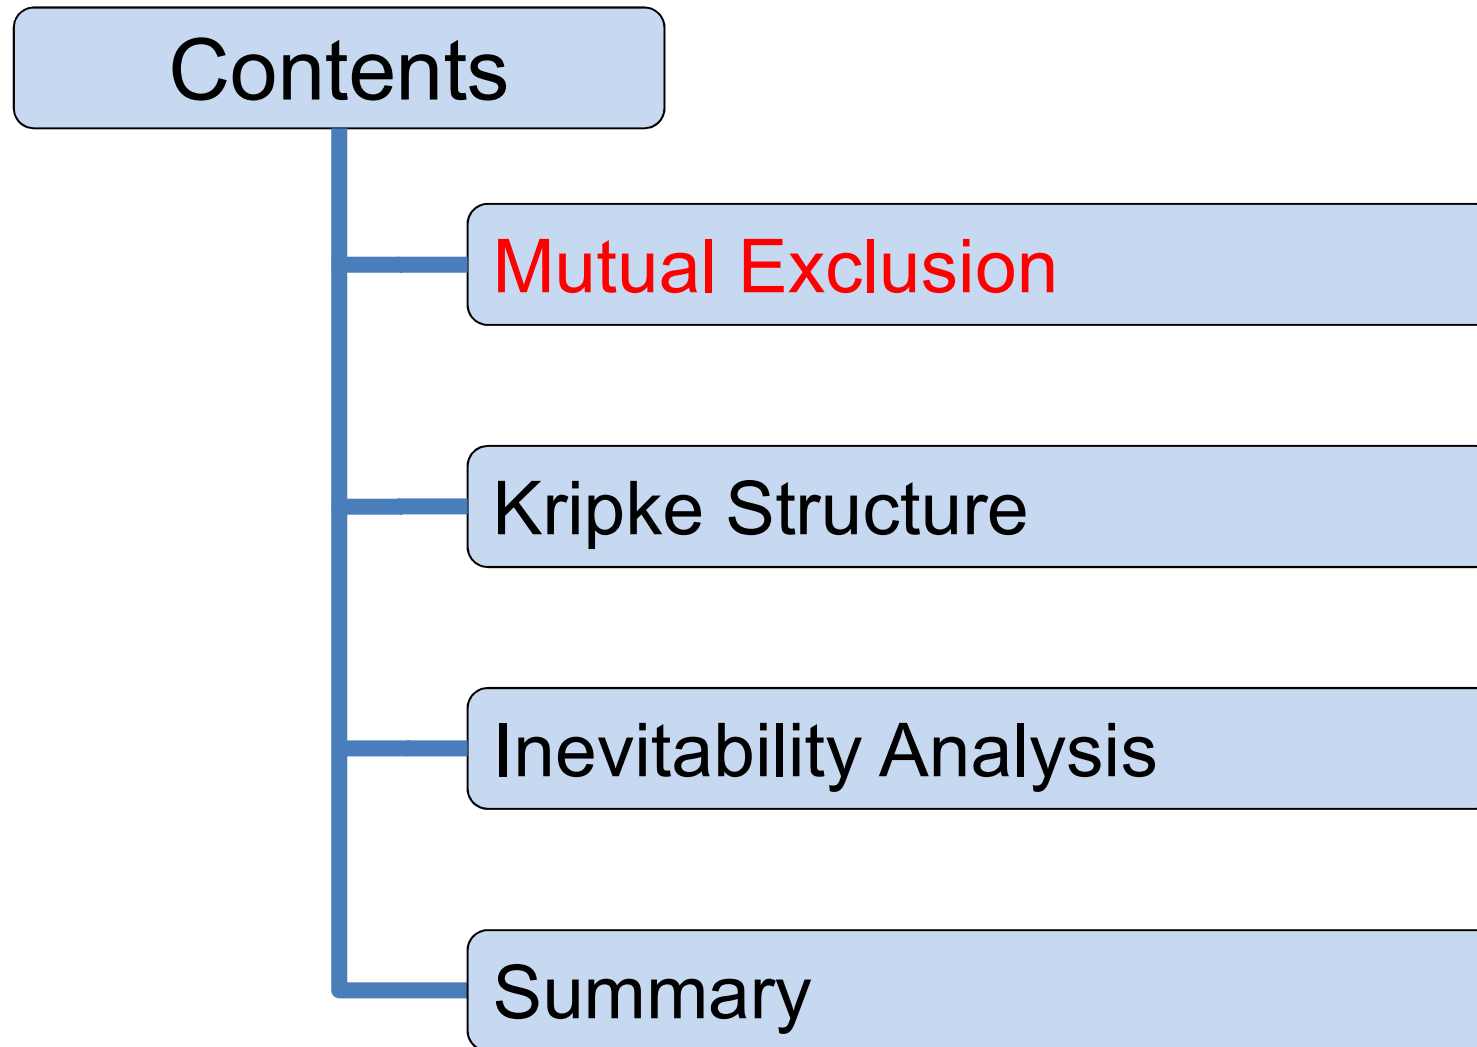 Contents
Mutual Exclusion
Kripke Structure
Inevitability Analysis
Summary